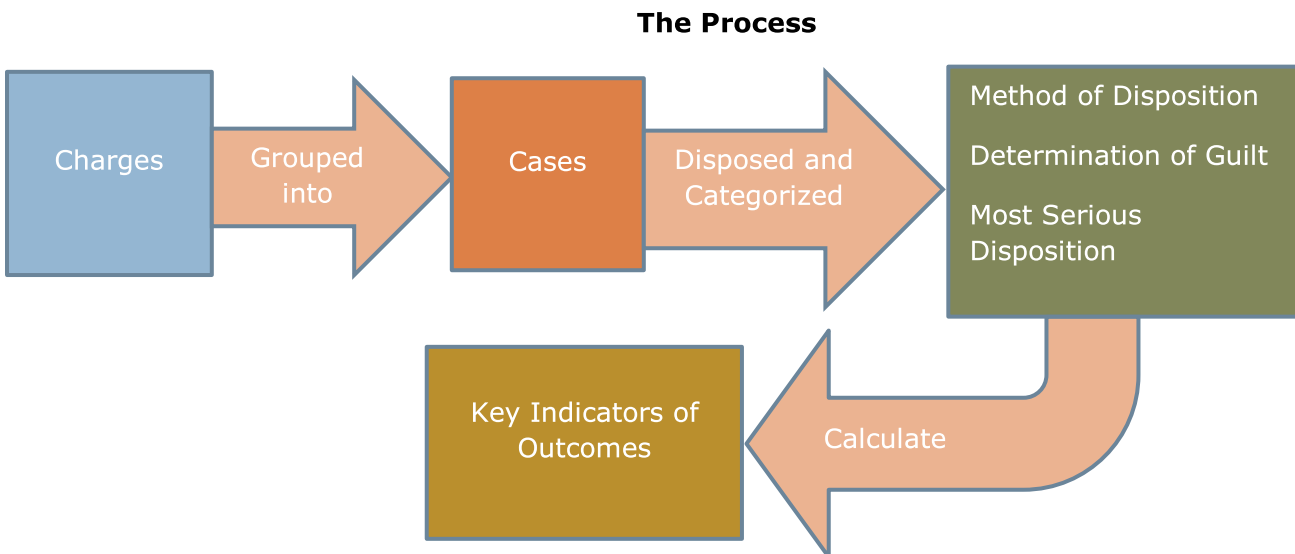 The Process
Charges
Grouped
into
Cases
Disposed and
Categorized
Method of Disposition
Determination of Guilt
Most Serious
Disposition
Key Indicators of
Outcomes
Calculate